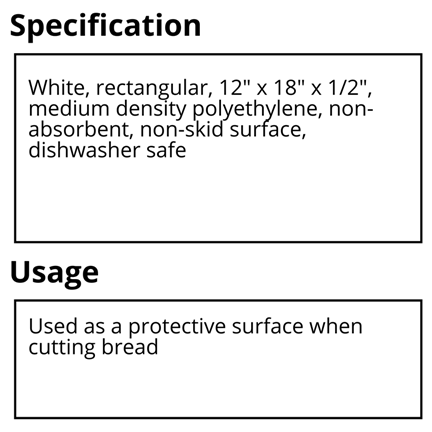 Specification
White, rectangular, 12" x 18" x 1/2",
medium density polyethylene, non-
absorbent, non-skid surface,
dishwasher safe
Usage
Used as a protective surface when
cutting bread